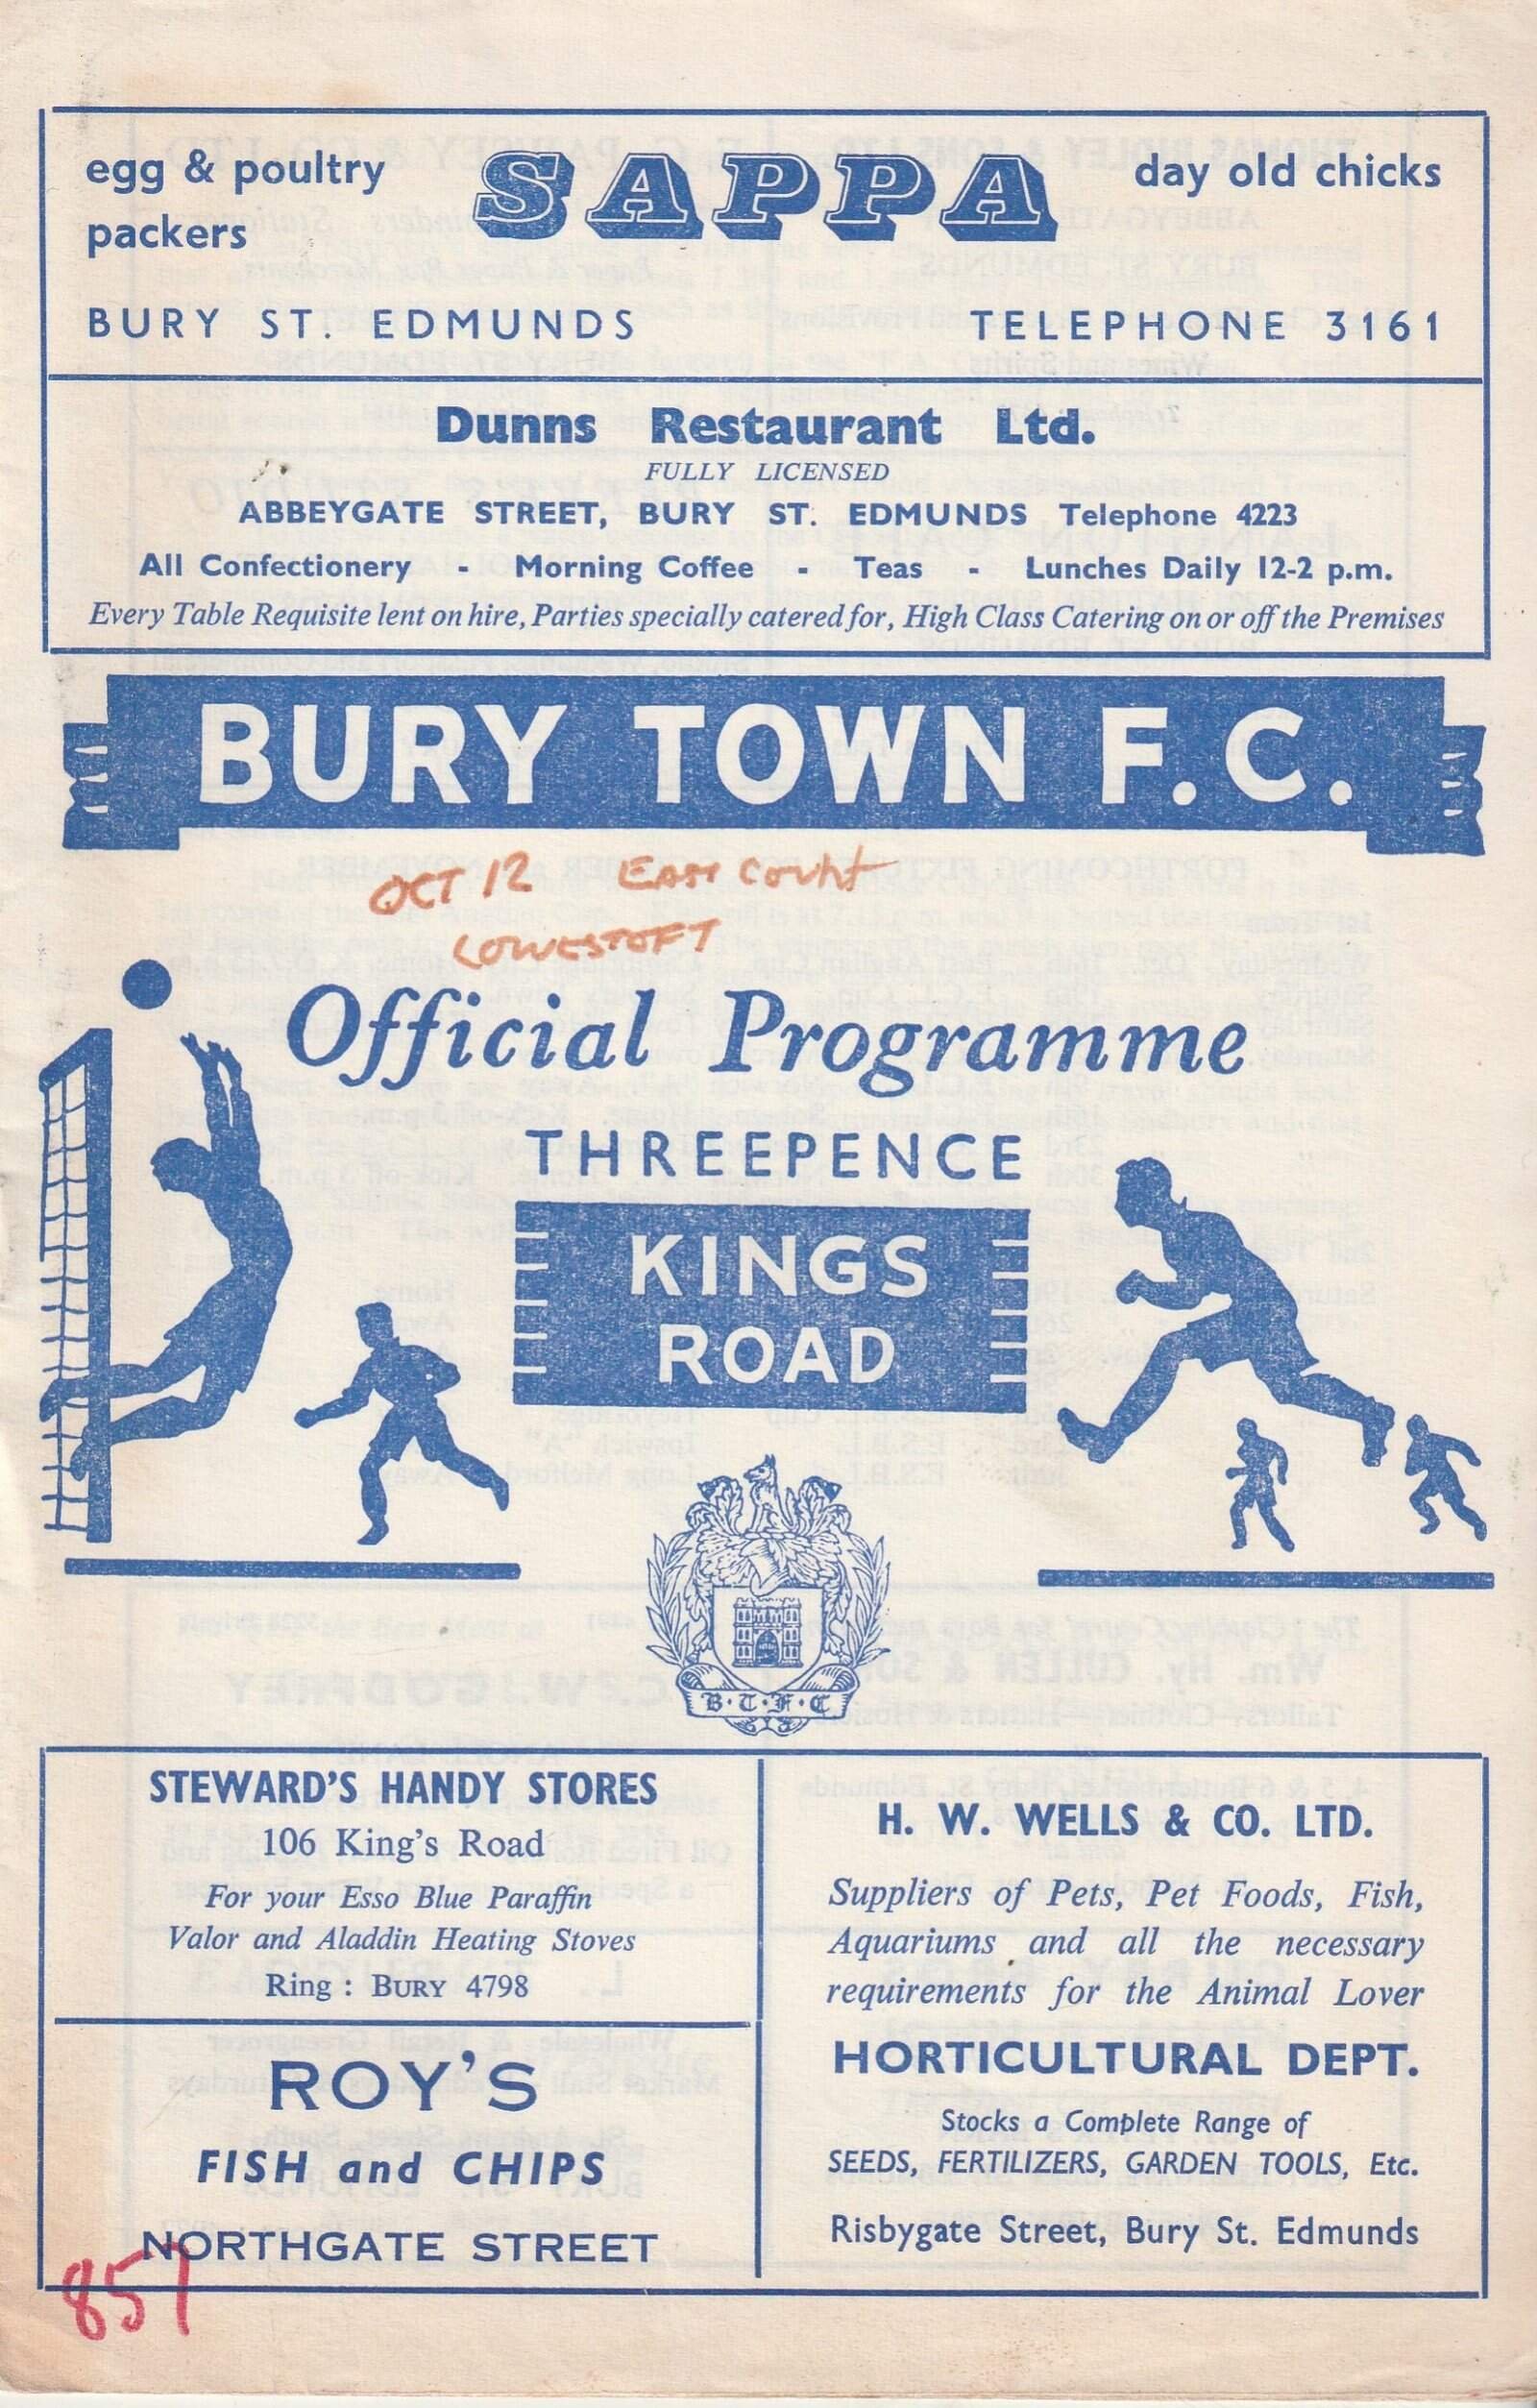 egg & poultry SAPPA day old chicks
packers
BURY ST. EDMUNDS TELEPHONE 3161
Dunns Restaurant Ltd.
FULLY LICENSED
ABBEYGATE STREET, BURY ST. EDMUNDS Telephone 4223
All Confectionery - Morning Coffee - Teas - Lunches Daily 12-2 p.m.
Every Table Requisite lent on hire, Parties specially catered for, High Class Catering on or off the Premises
BURY TOWN F.C.
OCT 12 EAST COUNT
LOWESTOFT
Official Programme
THREEPENCE
KINGS
ROAD
B·T·F·C
STEWARD'S HANDY STORES
106 King's Road
For your Esso Blue Paraffin
Valor and Aladdin Heating Stoves
Ring : BURY 4798
ROY'S
FISH and CHIPS
NORTHGATE STREET
H. W. WELLS & CO. LTD.
Suppliers of Pets, Pet Foods, Fish,
Aquariums and all the necessary
requirements for the Animal Lover
HORTICULTURAL DEPT.
Stocks a Complete Range of
SEEDS, FERTILIZERS, GARDEN TOOLS, Etc.
Risbygate Street, Bury St. Edmunds
857